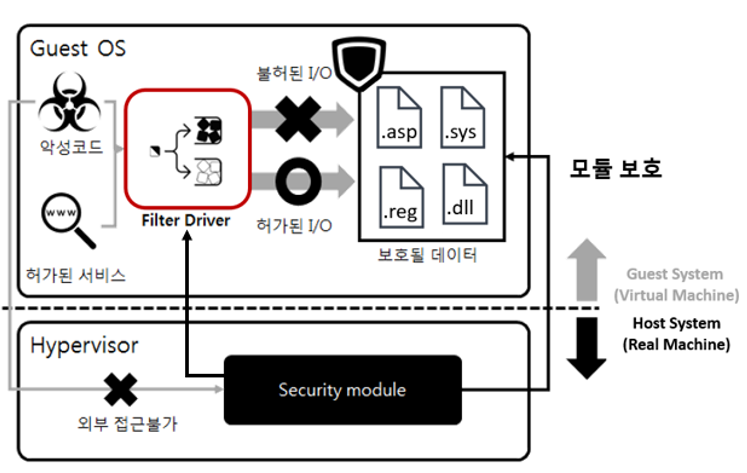 Guest OS
불허된 I/O
악성코드
.asp
.sys
모듈 보호
www
.reg
.dll
Filter Driver
허가된 I/O
보호될 데이터
허가된 서비스
Guest System
(Virtual Machine)
Host System
(Real Machine)
Hypervisor
Security module
외부 접근불가